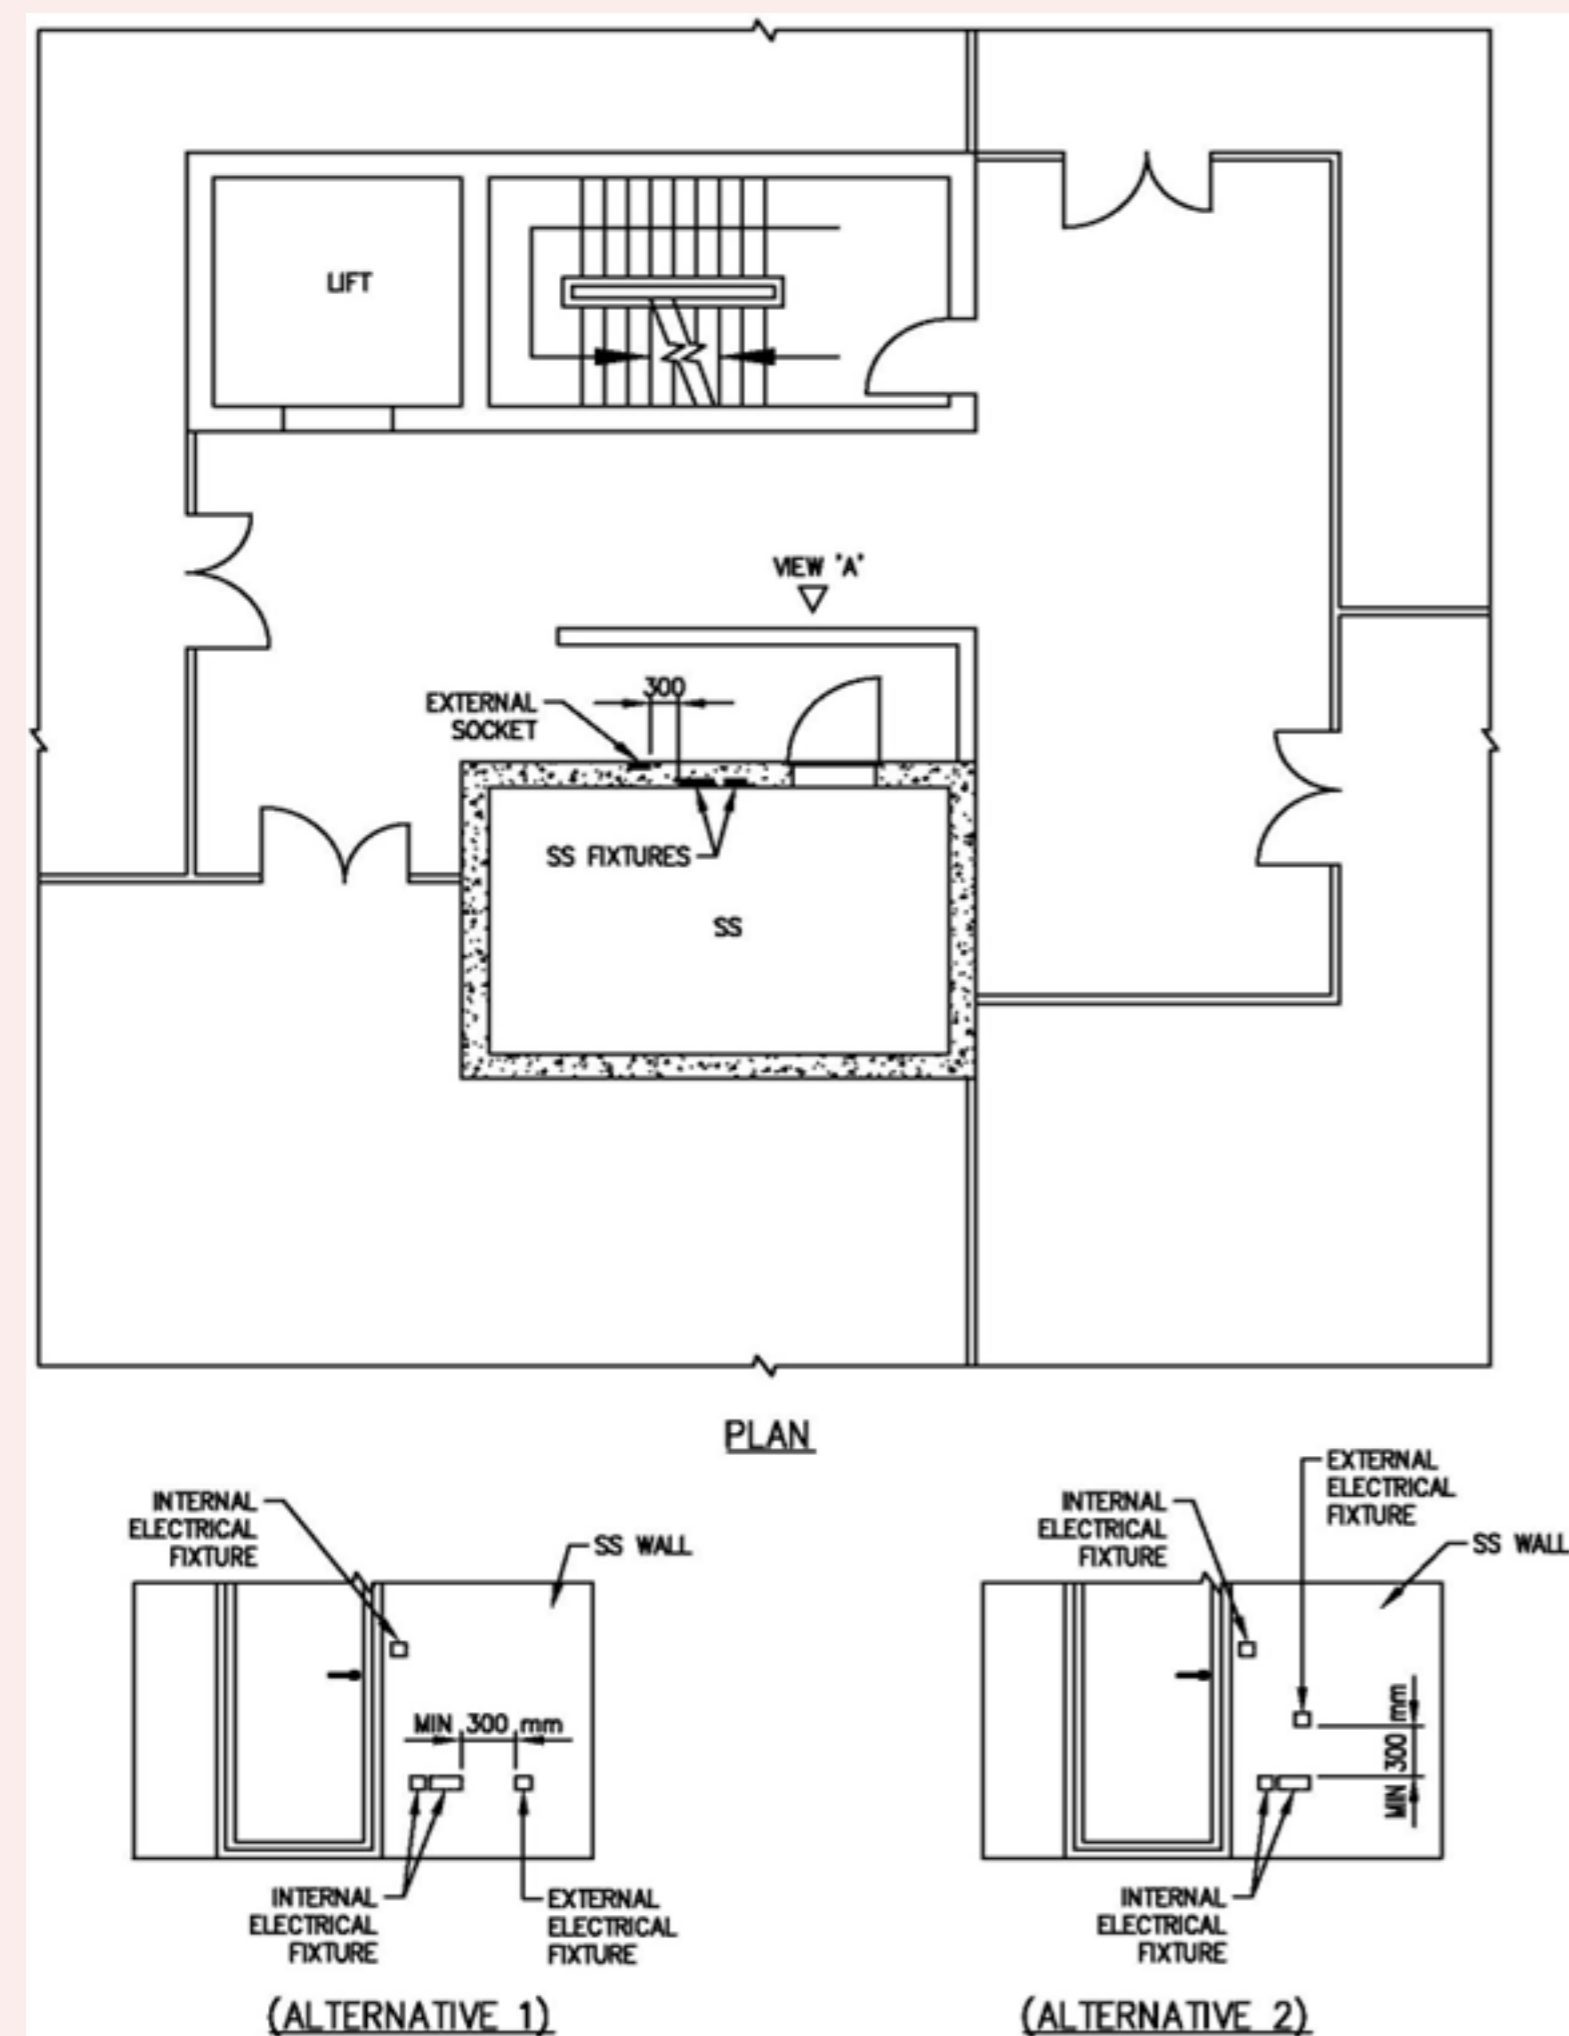 LIFT
VIEW 'A'
300
EXTERNAL
SOCKET
SS FIXTURES
SS
PLAN
INTERNAL
ELECTRICAL
FIXTURE
SS WALL
MIN 300 mm
INTERNAL
ELECTRICAL
FIXTURE
EXTERNAL
ELECTRICAL
FIXTURE
(ALTERNATIVE 1)
EXTERNAL
ELECTRICAL
FIXTURE
INTERNAL
ELECTRICAL
FIXTURE
SS WALL
MIN 300 mm
INTERNAL
ELECTRICAL
FIXTURE
(ALTERNATIVE 2)